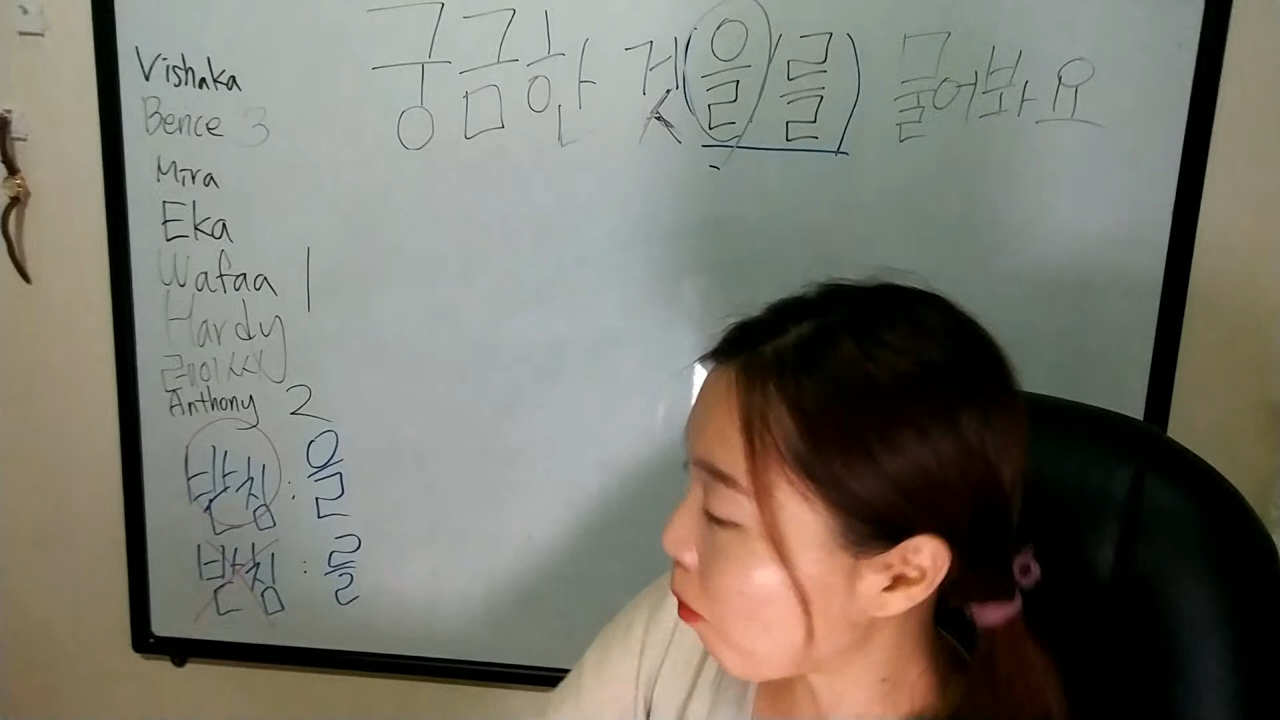 궁금한 것(을/를) 물어봐요
Vishaka
Bence 3
Mira
Eka
Wafaa 1
Hardy
레이씨
Anthony 2
받침 : 을
받침 : 를